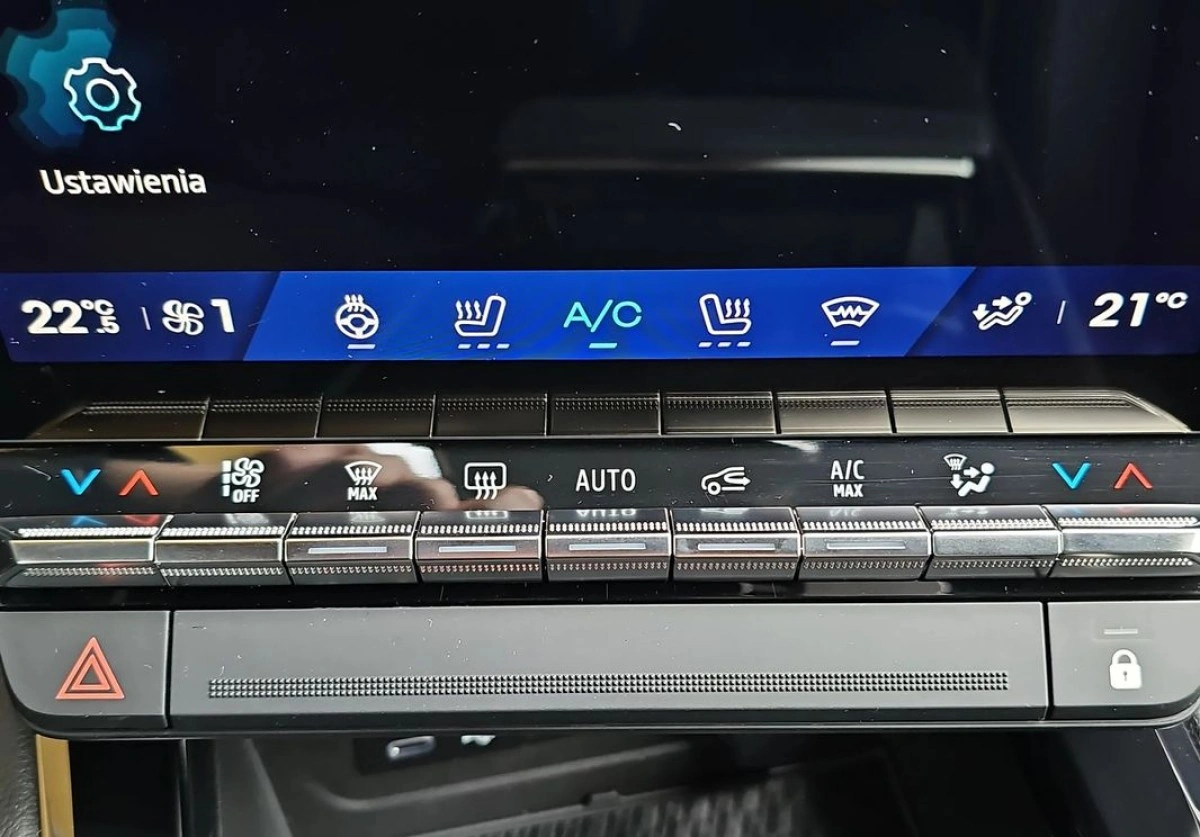 Ustawienia
22.5°C 1 A/C 21°C
OFF MAX AUTO A/C MAX